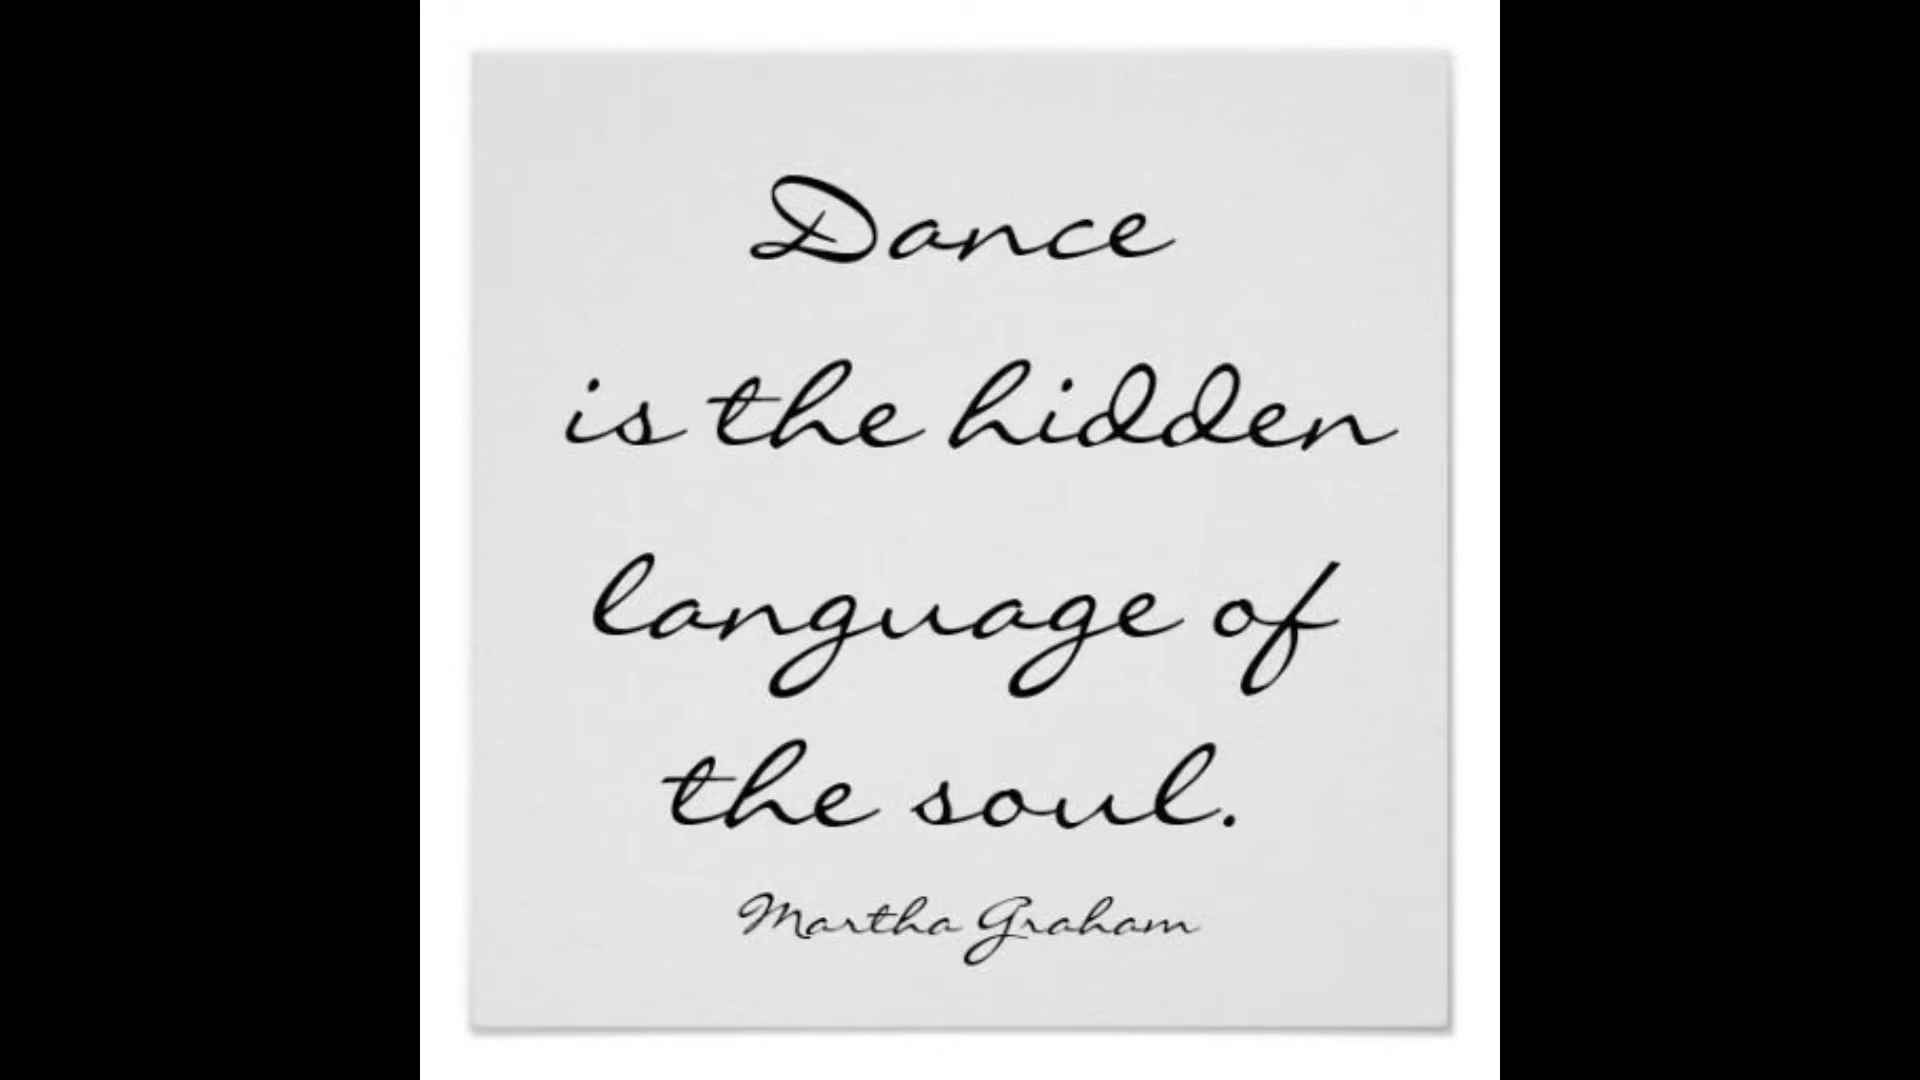 Dance
is the hidden
language of
the soul.
Martha Graham